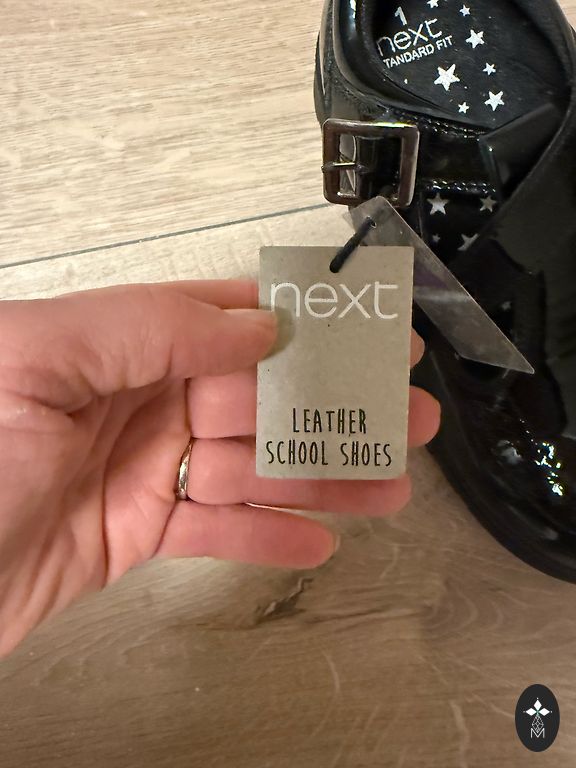 1
next
STANDARD FIT
next
LEATHER
SCHOOL SHOES
M